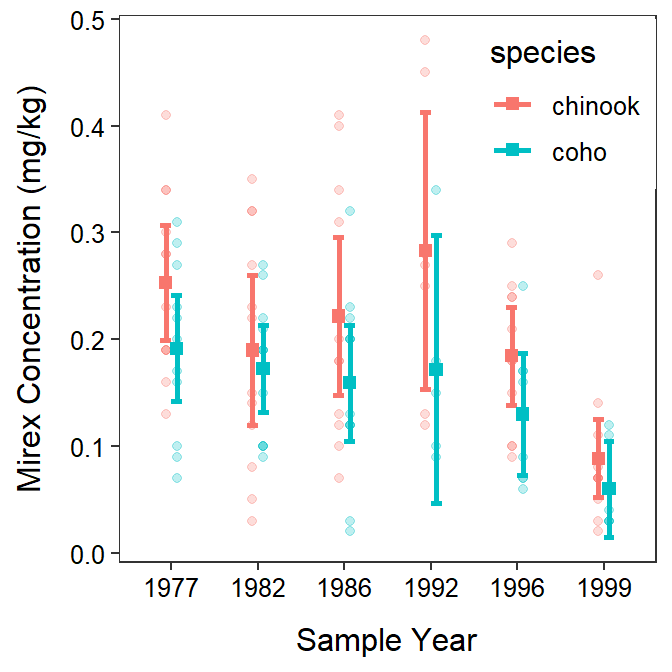 0.5
0.4
0.3
0.2
0.1
0.0
Mirex Concentration (mg/kg)
species
chinook
coho
1977 1982 1986 1992 1996 1999
Sample Year